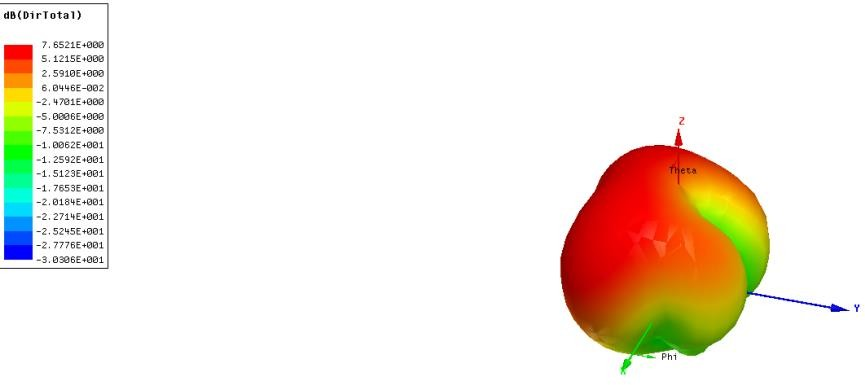 dB(DirTotal)
7.6521E+000
5.1215E+000
2.5910E+000
6.0446E-002
-2.4701E+000
-5.0006E+000
-7.5312E+000
-1.0062E+001
-1.2592E+001
-1.5123E+001
-1.7653E+001
-2.0184E+001
-2.2714E+001
-2.5245E+001
-2.7776E+001
-3.0306E+001
Z
Theta
Y
Phi
X